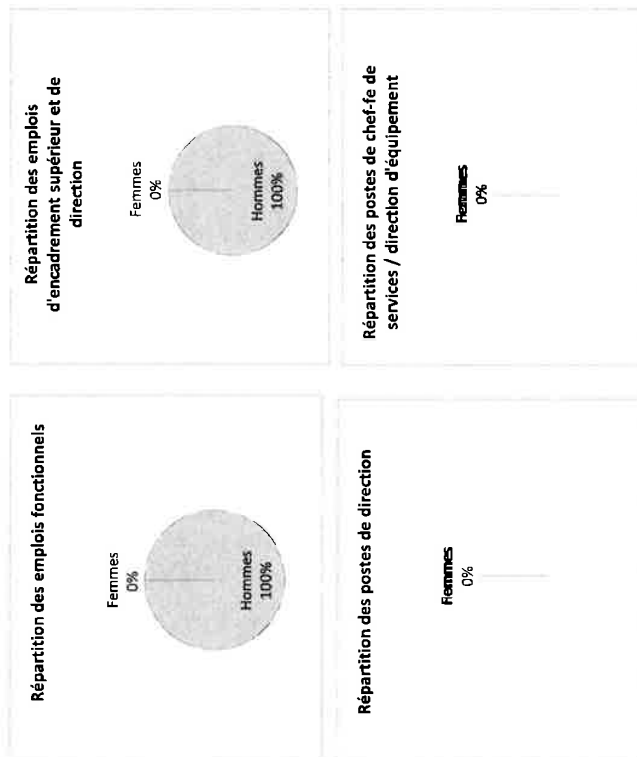 Répartition des emplois fonctionnels
Femmes
0%
Hommes
100%
Répartition des emplois
d'encadrement supérieur et de
direction
Femmes
0%
Hommes
100%
Répartition des postes de direction
0%
Répartition des postes de chef-fe de
services / direction d'équipement
0%